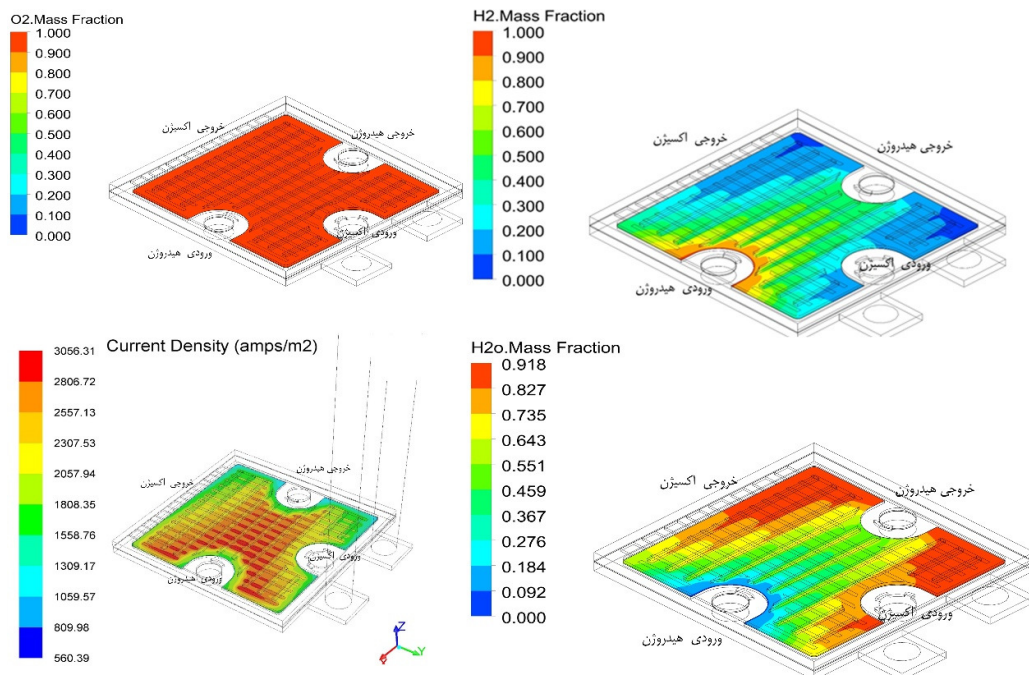 O2.Mass Fraction
1.000
0.900
0.800
0.700
0.600
0.500
0.400
0.300
0.200
0.100
0.000
خروجی اکسیژن
خروجی هیدروژن
ورودی اکسیژن
ورودی هیدروژن
H2.Mass Fraction
1.000
0.900
0.800
0.700
0.600
0.500
0.400
0.300
0.200
0.100
0.000
خروجی اکسیژن
خروجی هیدروژن
ورودی اکسیژن
ورودی هیدروژن
Current Density (amps/m2)
3056.31
2806.72
2557.13
2307.53
2057.94
1808.35
1558.76
1309.17
1059.57
809.98
560.39
خروجی هیدروژن
خروجی اکسیژن
ورودی اکسیژن
ورودی هیدروژن
Z
Y
H2o.Mass Fraction
0.918
0.827
0.735
0.643
0.551
0.459
0.367
0.276
0.184
0.092
0.000
خروجی اکسیژن
خروجی هیدروژن
ورودی اکسیژن
ورودی هیدروژن